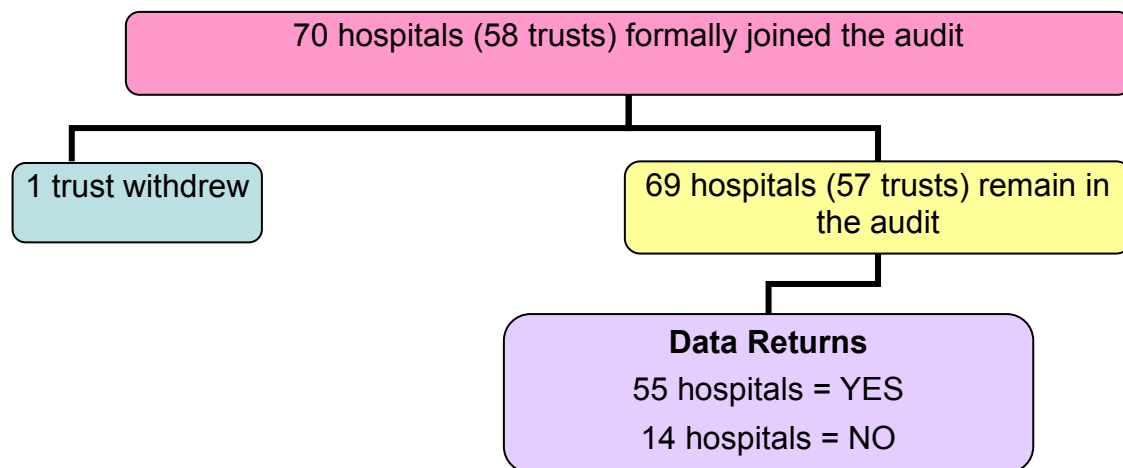 70 hospitals (58 trusts) formally joined the audit
1 trust withdrew
69 hospitals (57 trusts) remain in
the audit
Data Returns
55 hospitals = YES
14 hospitals = NO